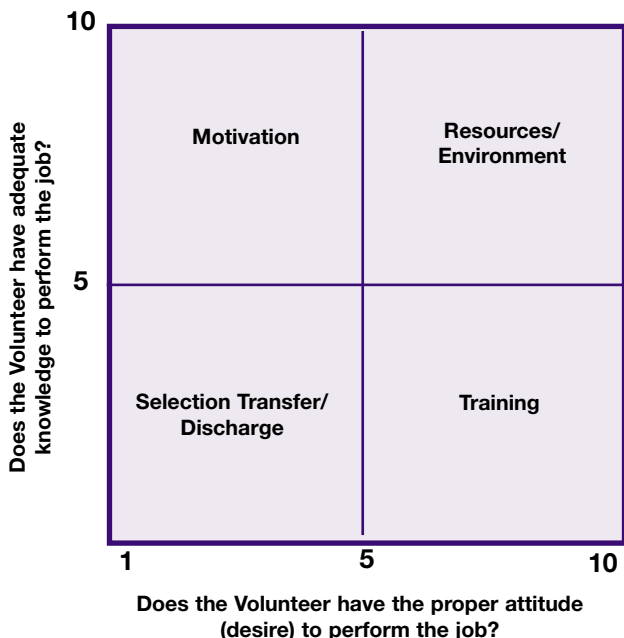 10
Does the Volunteer have adequate
knowledge to perform the job?
Motivation
Resources/
Environment
5
Selection Transfer/
Discharge
Training
1
5
10
Does the Volunteer have the proper attitude
(desire) to perform the job?